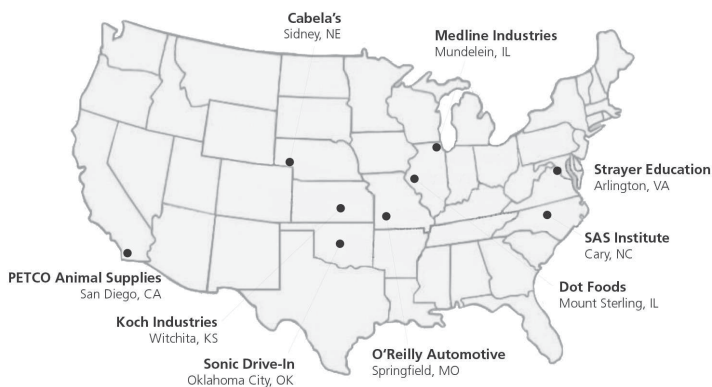 Cabela's
Sidney, NE
Medline Industries
Mundelein, IL
Strayer Education
Arlington, VA
SAS Institute
Cary, NC
PETCO Animal Supplies
San Diego, CA
Dot Foods
Mount Sterling, IL
Koch Industries
Witchita, KS
O'Reilly Automotive
Springfield, MO
Sonic Drive-In
Oklahoma City, OK